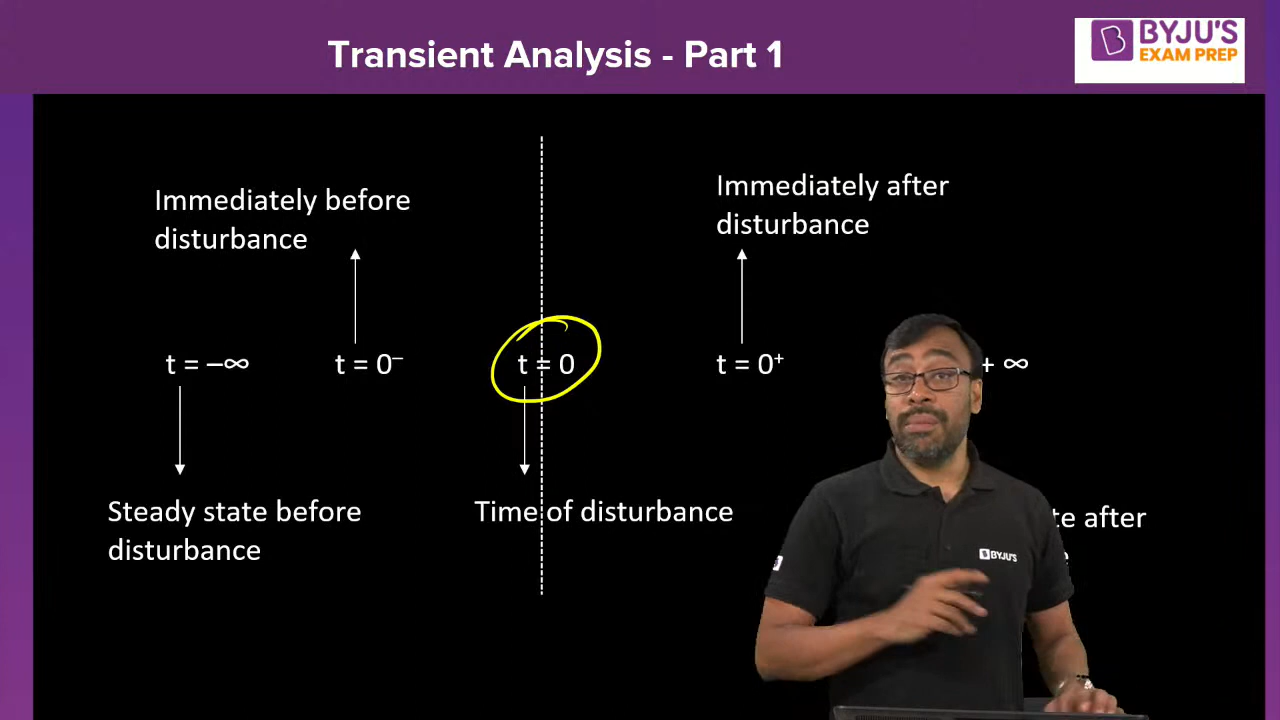 Transient Analysis - Part 1
BYJU'S
EXAM PREP
Immediately before
disturbance
Immediately after
disturbance
t = –∞
t = 0⁻
t = 0
t = 0⁺
+ ∞
Steady state before
disturbance
Time of disturbance
after
BYJU'S